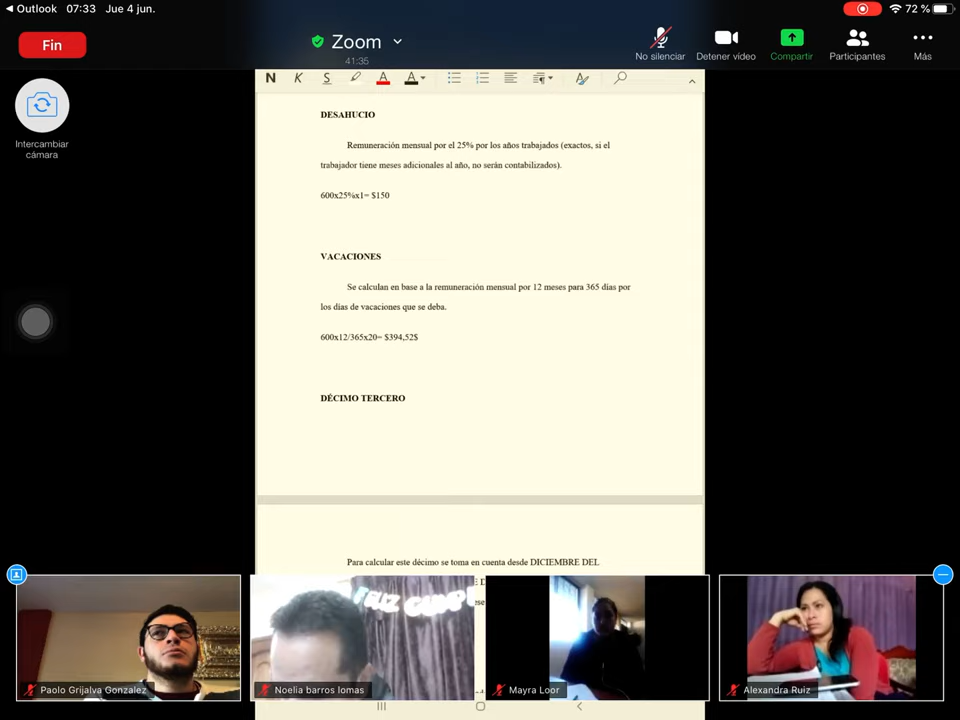 Outlook 07:33 Jue 4 jun.
72 %
Fin
Zoom
41:35
No silenciar
Detener vídeo
Compartir
Participantes
Más
Intercambiar
cámara
N K S A A
DESAHUCIO
Remuneración mensual por el 25% por los años trabajados (exactos, si el
trabajador tiene meses adicionales al año, no serán contabilizados).
600x25%x1= $150
VACACIONES
Se calculan en base a la remuneración mensual por 12 meses para 365 días por
los días de vacaciones que se deba.
600x12/365x20= $394,52$
DÉCIMO TERCERO
Para calcular este décimo se toma en cuenta desde DICIEMBRE DEL
FELIZ CUMPLE
Paolo Grijalva Gonzalez
Noelia barros lomas
Mayra Loor
Alexandra Ruiz